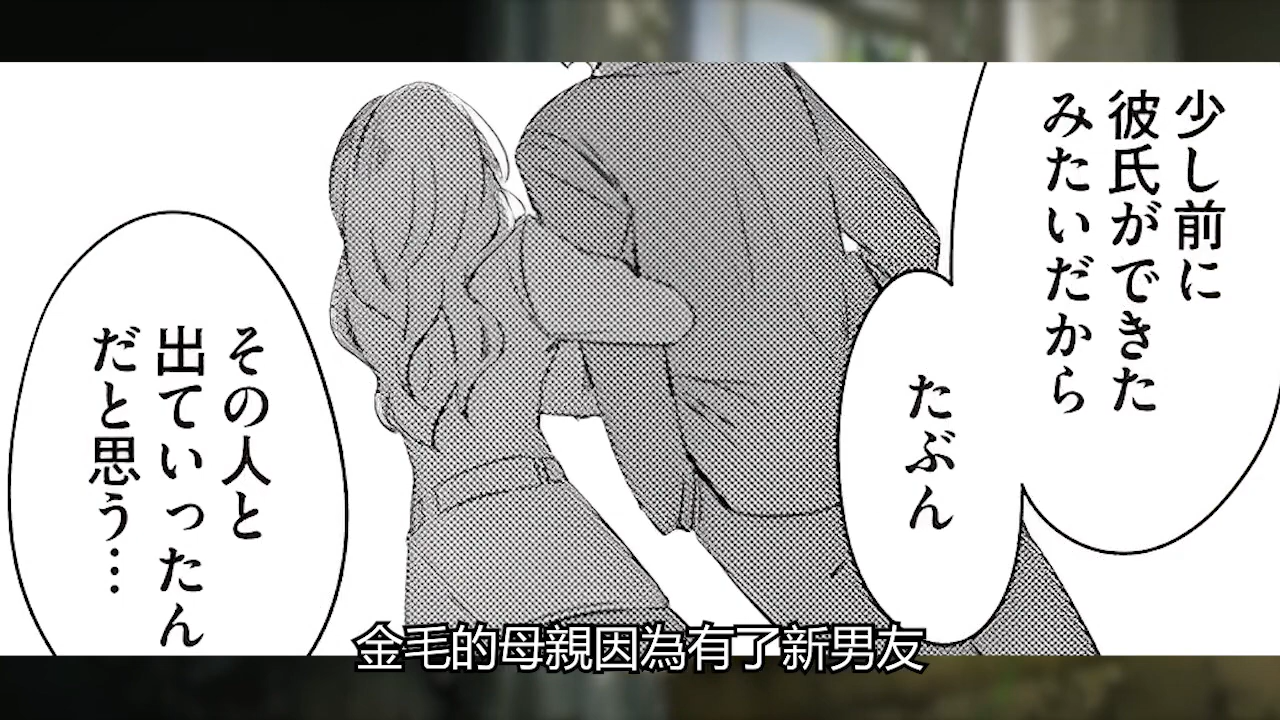 少し前に
彼氏ができた
みたいだから
たぶん
その人と
出ていったん
だと思う…
金毛的母親因為有了新男友